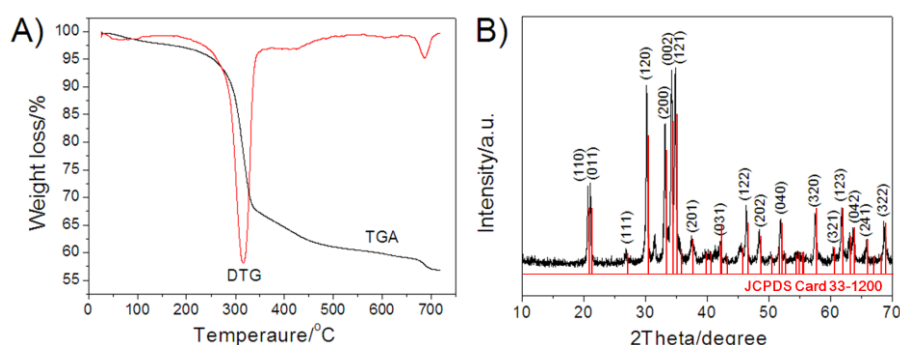 A)
100
95
90
85
80
75
70
65
60
55
Weight loss/%
TGA
DTG
0 100 200 300 400 500 600 700 800
Temperaure/°C
B)
Intensity/a.u.
(110)
(011)
(111)
(120)
(200)
(002)
(121)
(201)
(031)
(122)
(202)
(040)
(320)
(321)
(123)
(042)
(241)
(322)
JCPDS Card 33-1200
10 20 30 40 50 60 70
2Theta/degree